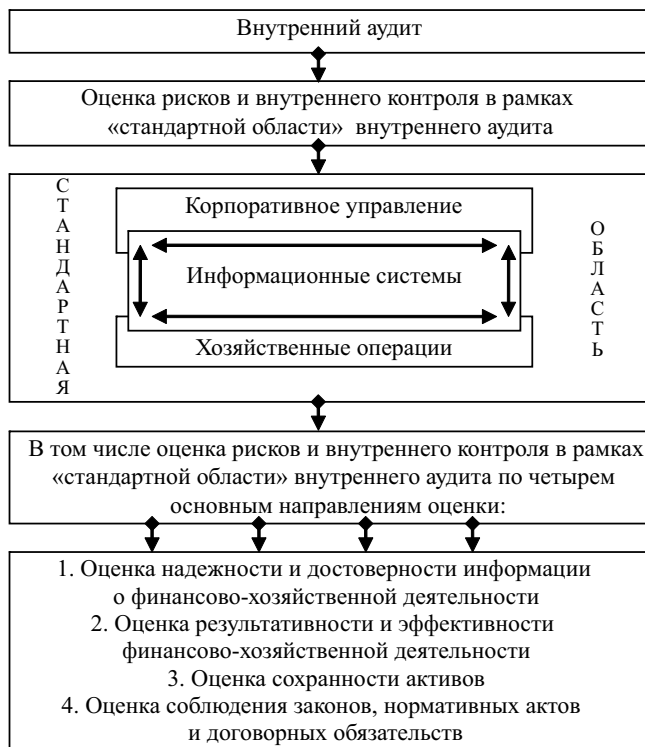 Внутренний аудит
Оценка рисков и внутреннего контроля в рамках
«стандартной области» внутреннего аудита
СТАНДАРТНАЯ
Корпоративное управление
Информационные системы
Хозяйственные операции
ОБЛАСТЬ
В том числе оценка рисков и внутреннего контроля в рамках
«стандартной области» внутреннего аудита по четырем
основным направлениям оценки:
1. Оценка надежности и достоверности информации
о финансово-хозяйственной деятельности
2. Оценка результативности и эффективности
финансово-хозяйственной деятельности
3. Оценка сохранности активов
4. Оценка соблюдения законов, нормативных актов
и договорных обязательств